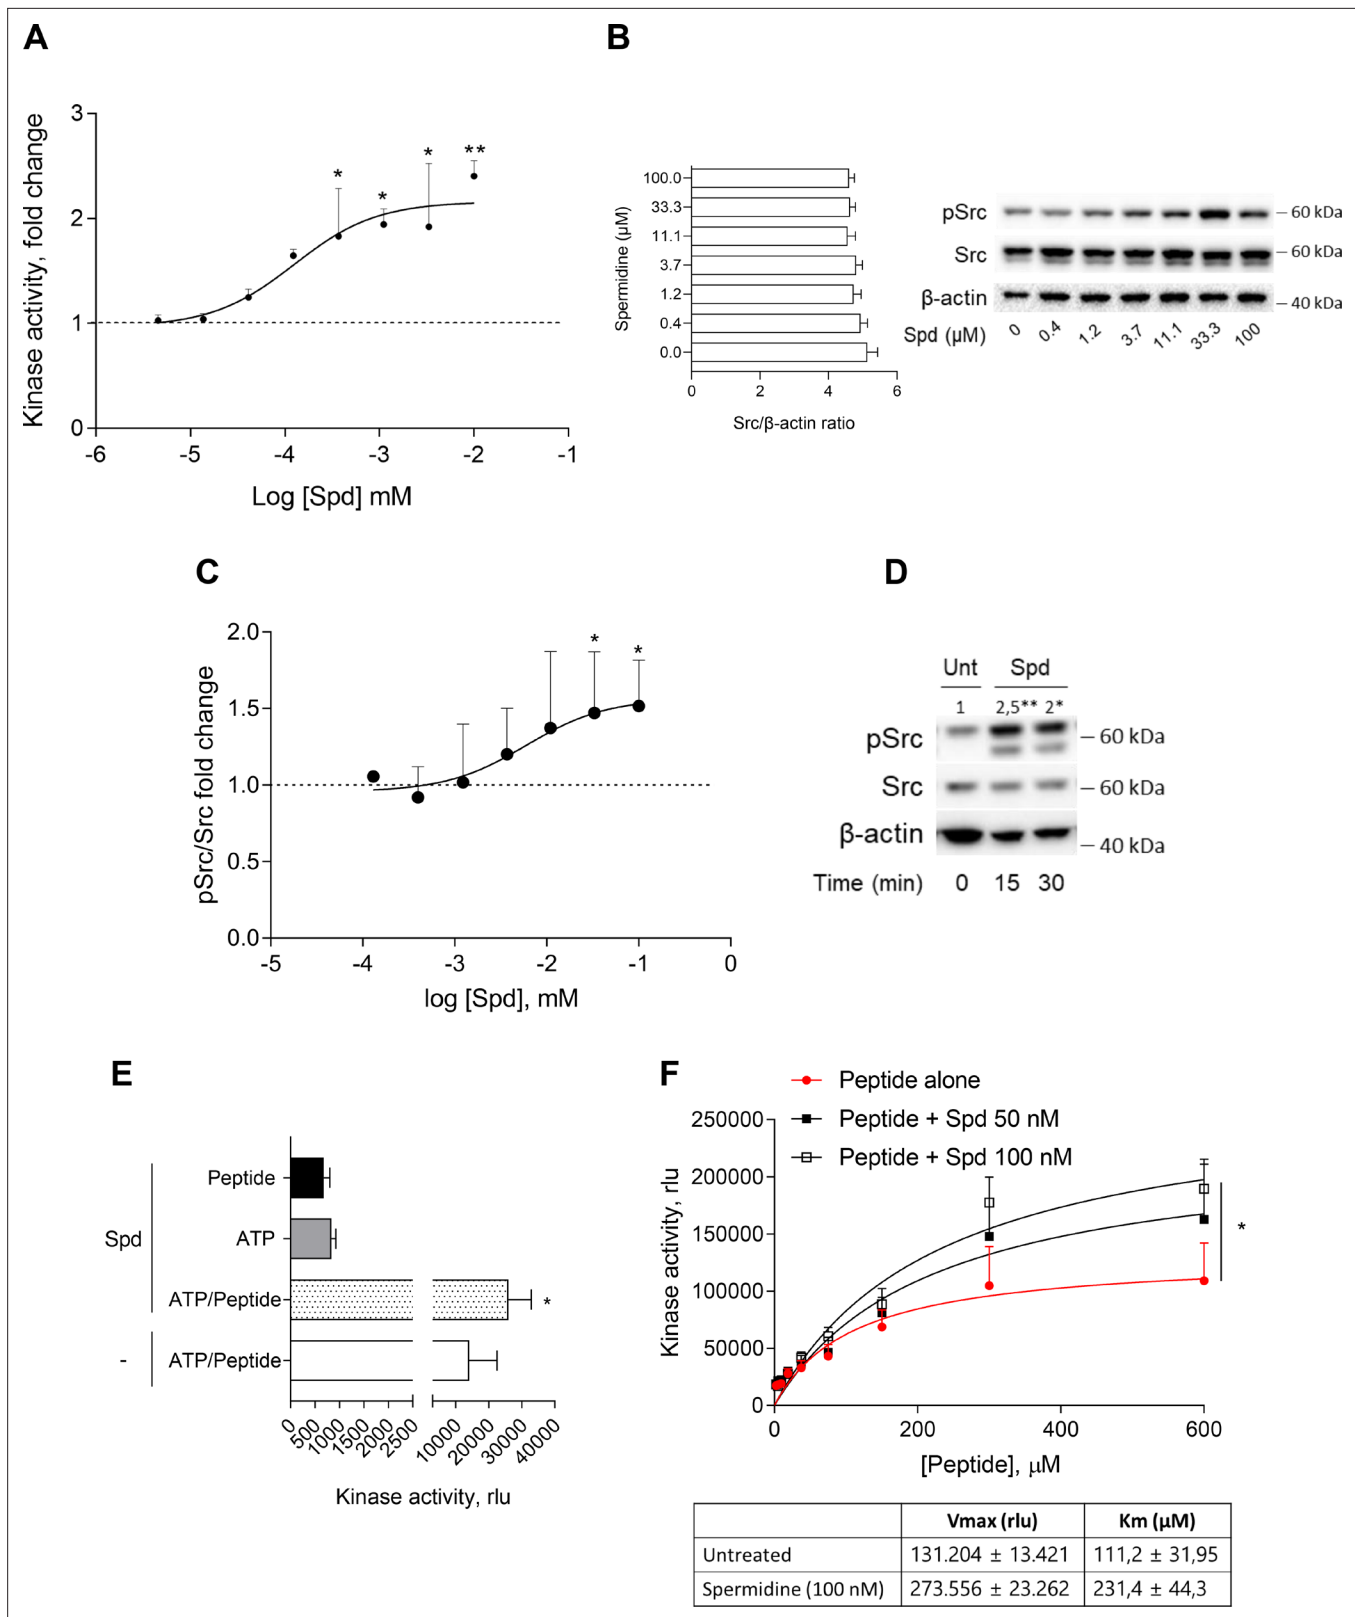 A
Kinase activity, fold change
3
2
1
0
*
*
*
**
-6 -5 -4 -3 -2 -1
Log [Spd] mM
B
Spermidine (µM)
100.0
33.3
11.1
3.7
1.2
0.4
0.0
0 2 4 6
Src/β-actin ratio
pSrc – 60 kDa
Src – 60 kDa
β-actin – 40 kDa
Spd (µM) 0 0.4 1.2 3.7 11.1 33.3 100
C
pSrc/Src fold change
2.0
1.5
1.0
0.5
0.0
* *
-5 -4 -3 -2 -1 0
log [Spd], mM
D
Unt Spd
1 2,5** 2*
pSrc – 60 kDa
Src – 60 kDa
β-actin – 40 kDa
Time (min) 0 15 30
E
Spd
Peptide
ATP
ATP/Peptide *
- ATP/Peptide
0 500 1000 1500 2000 2500 10000 20000 30000 40000
Kinase activity, rlu
F
Peptide alone
Peptide + Spd 50 nM
Peptide + Spd 100 nM
Kinase activity, rlu
250000
200000
150000
100000
50000
0
*
0 200 400 600
[Peptide], µM
Vmax (rlu) Km (µM)
Untreated 131.204 ± 13.421 111,2 ± 31,95
Spermidine (100 nM) 273.556 ± 23.262 231,4 ± 44,3